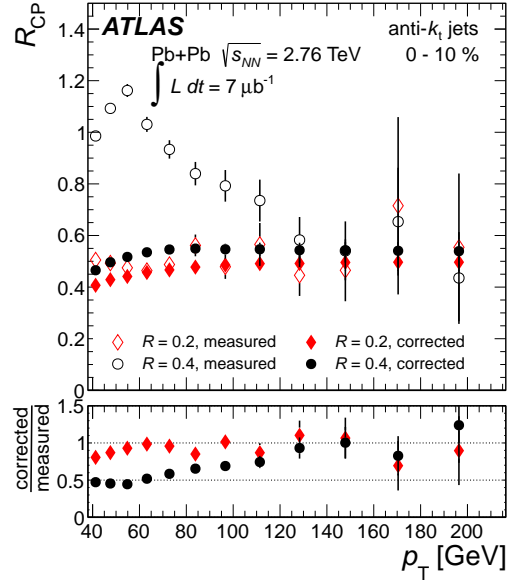 R_CP
1.4
1.2
1
0.8
0.6
0.4
0.2
0
ATLAS
anti-k_t jets
Pb+Pb √s_NN = 2.76 TeV
0 - 10 %
∫ L dt = 7 μb⁻¹
R = 0.2, measured
R = 0.2, corrected
R = 0.4, measured
R = 0.4, corrected
corrected
measured
1.5
1
0.5
0
40 60 80 100 120 140 160 180 200
p_T [GeV]